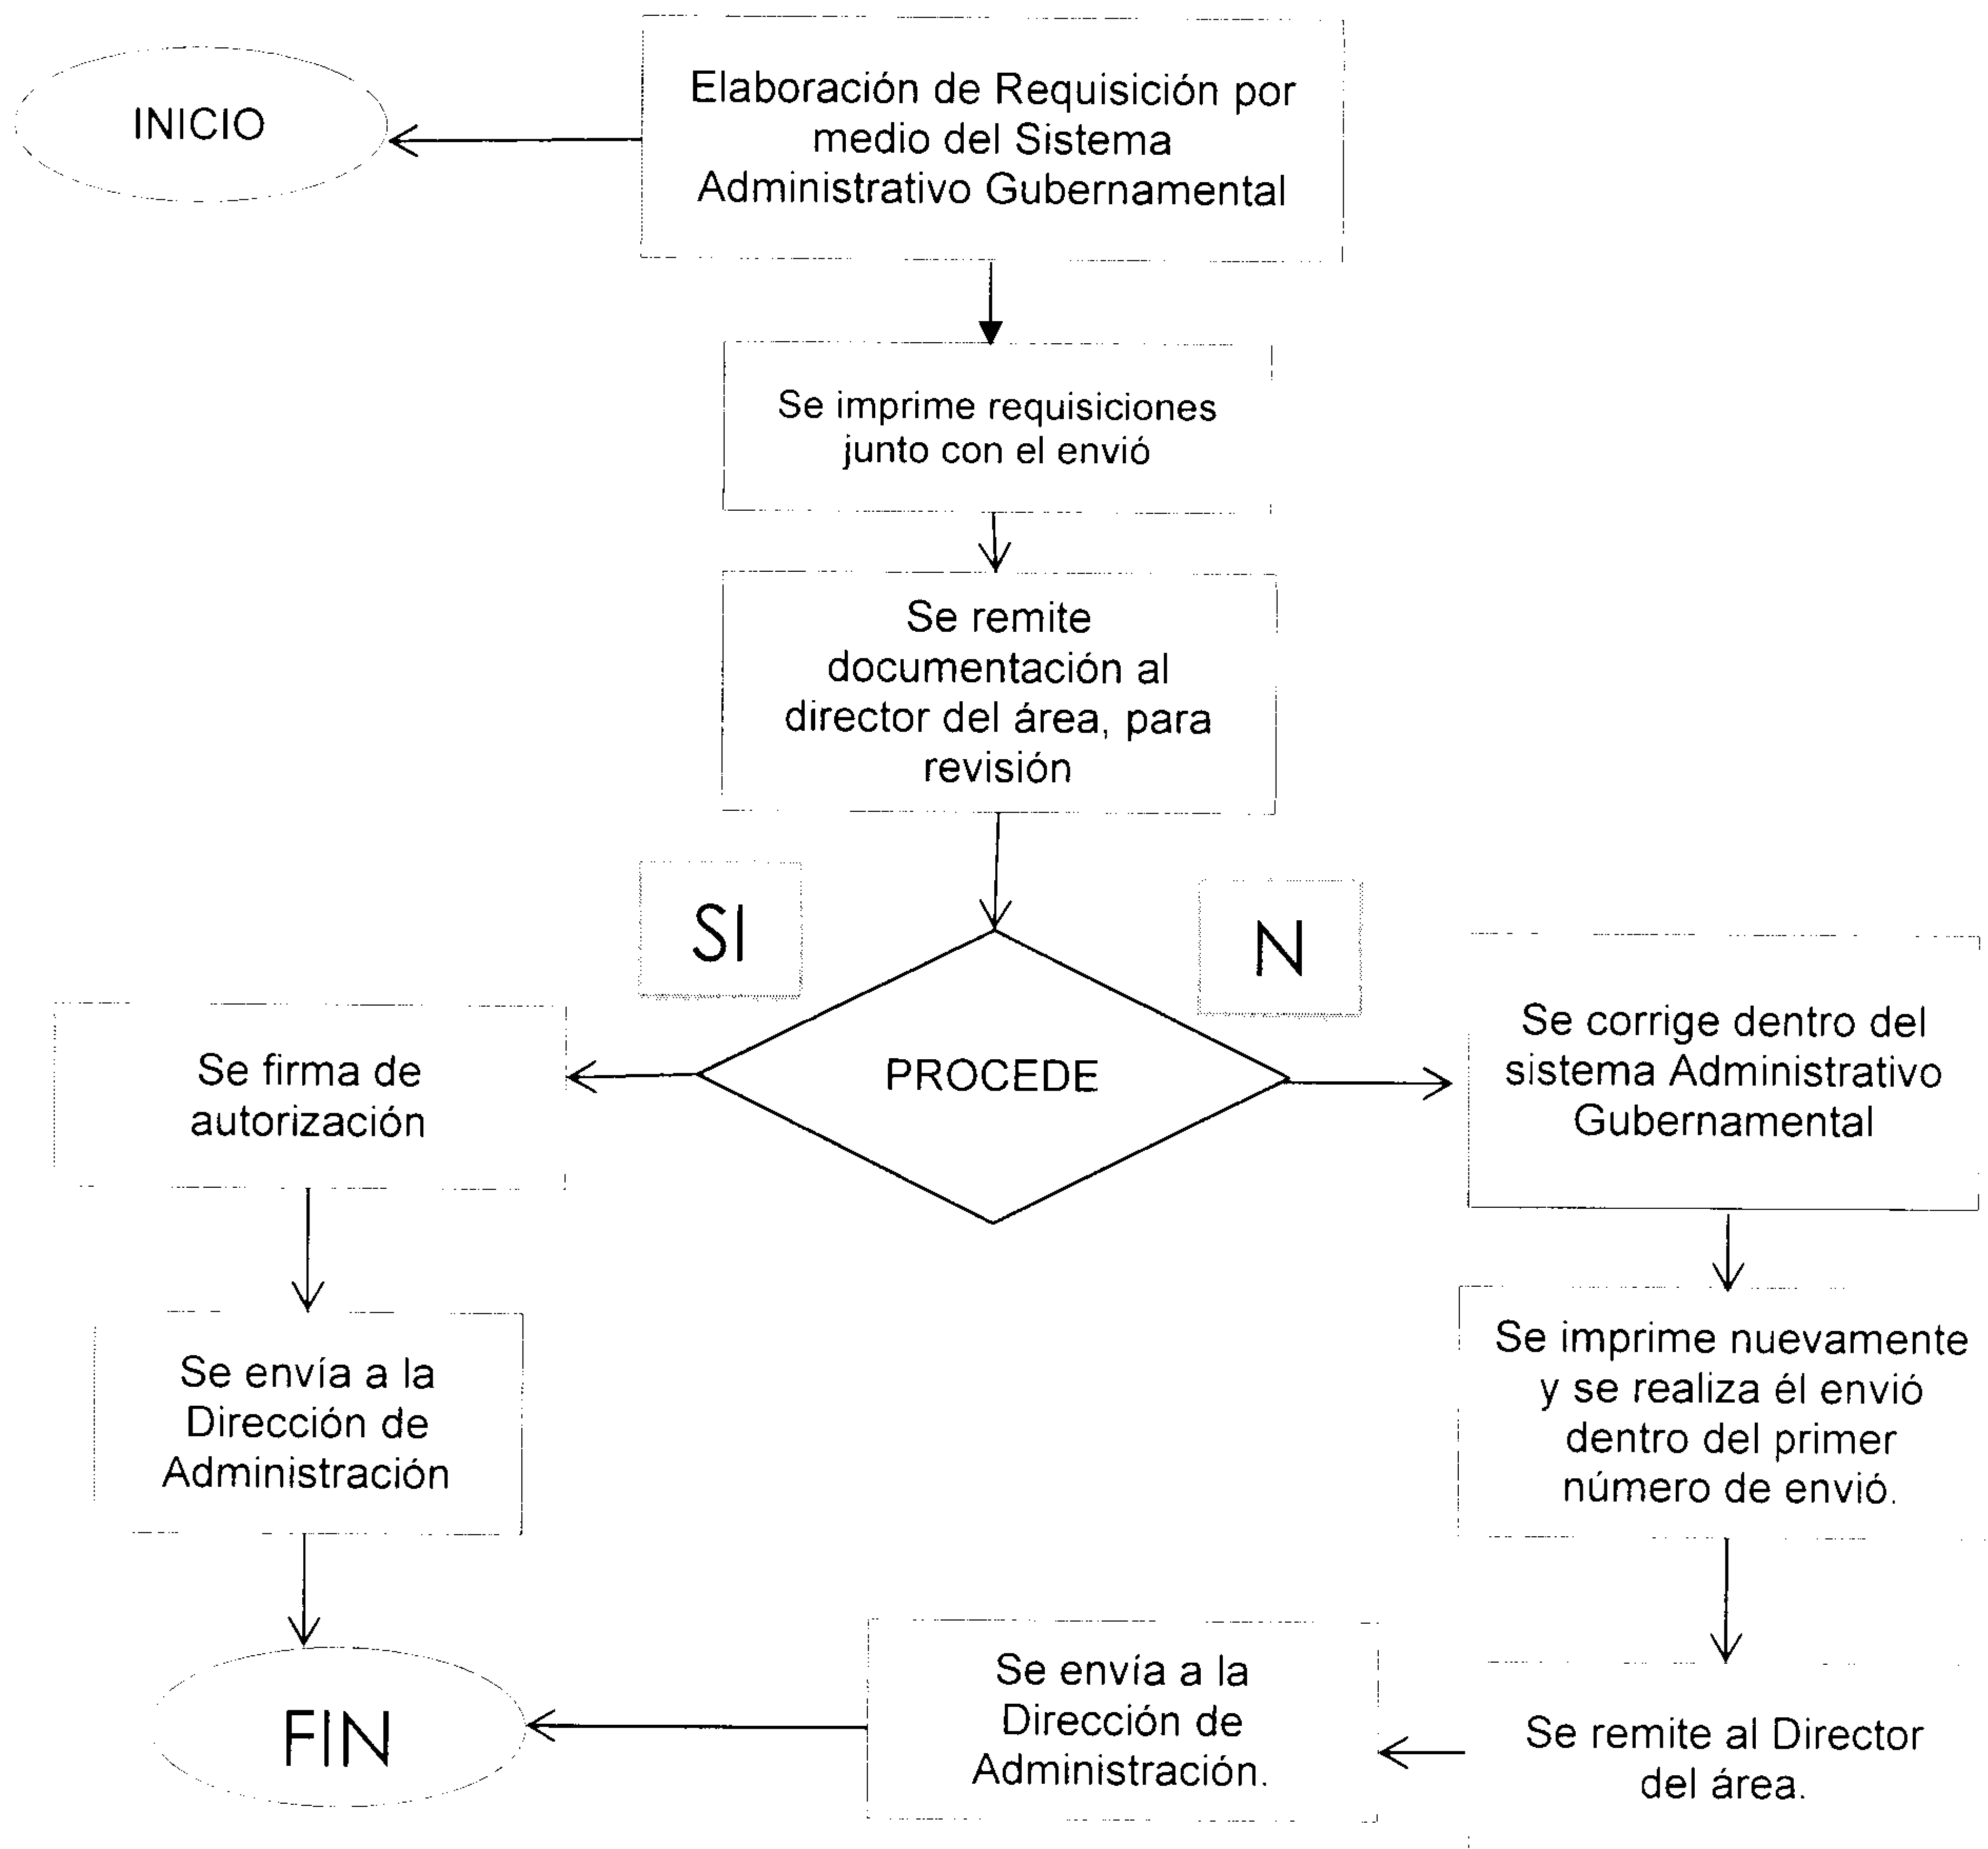 INICIO
Elaboración de Requisición por
medio del Sistema
Administrativo Gubernamental
Se imprime requisiciones
junto con el envió
Se remite
documentación al
director del área, para
revisión
SI
N
PROCEDE
Se firma de
autorización
Se corrige dentro del
sistema Administrativo
Gubernamental
Se envía a la
Dirección de
Administración
Se imprime nuevamente
y se realiza él envió
dentro del primer
número de envió.
FIN
Se envía a la
Dirección de
Administración.
Se remite al Director
del área.